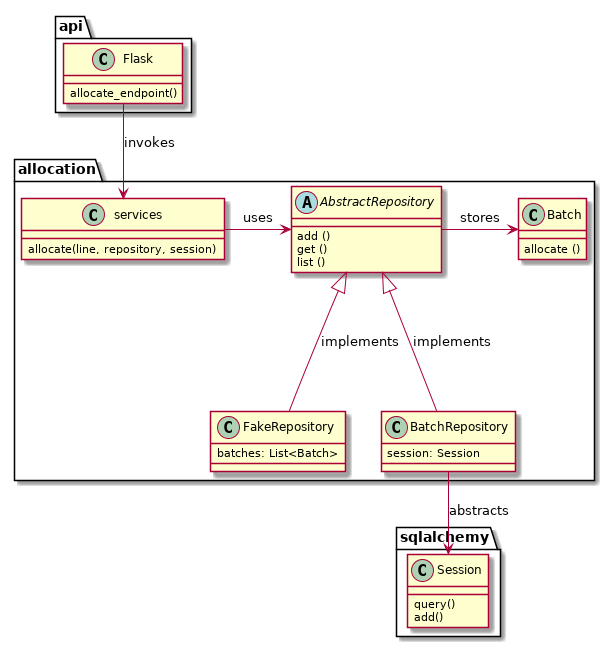 api
C Flask
allocate_endpoint()
invokes
allocation
C services
allocate(line, repository, session)
uses
A AbstractRepository
add ()
get ()
list ()
stores
C Batch
allocate ()
implements
implements
C FakeRepository
batches: List<Batch>
C BatchRepository
session: Session
abstracts
sqlalchemy
C Session
query()
add()